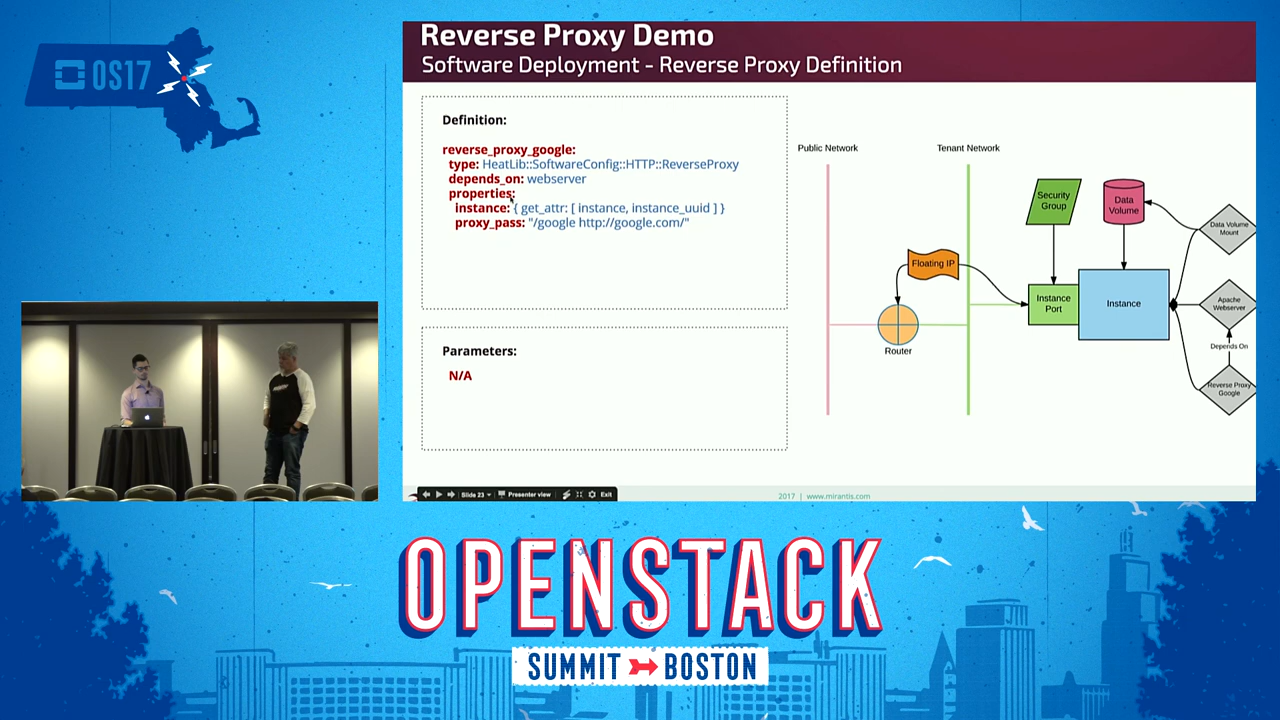 OS17
Reverse Proxy Demo
Software Deployment - Reverse Proxy Definition
Definition:
reverse_proxy_google:
type: HeatLib::SoftwareConfig::HTTP::ReverseProxy
depends_on: webserver
properties:
instance: { get_attr: [ instance, instance_uuid ] }
proxy_pass: "/google http://google.com/"
Parameters:
N/A
Public Network
Tenant Network
Security
Group
Data
Volume
Data Volume
Mount
Floating IP
Instance
Port
Instance
Apache
Webserver
Router
Depends On
Reverse Proxy
Google
Slide 23
Presenter view
Exit
2017 | www.mirantis.com
OPENSTACK
SUMMIT BOSTON